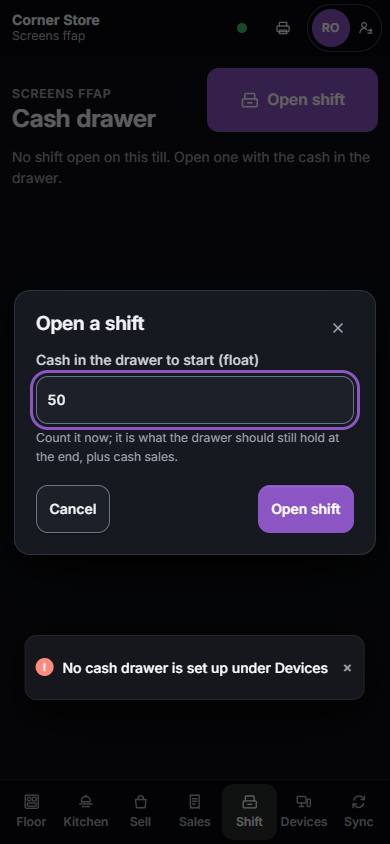 Corner Store
Screens ffap
RO
SCREENS FFAP
Cash drawer
Open shift
No shift open on this till. Open one with the cash in the
drawer.
Open a shift
×
Cash in the drawer to start (float)
50
Count it now; it is what the drawer should still hold at
the end, plus cash sales.
Cancel
Open shift
! No cash drawer is set up under Devices ×
Floor Kitchen Sell Sales Shift Devices Sync